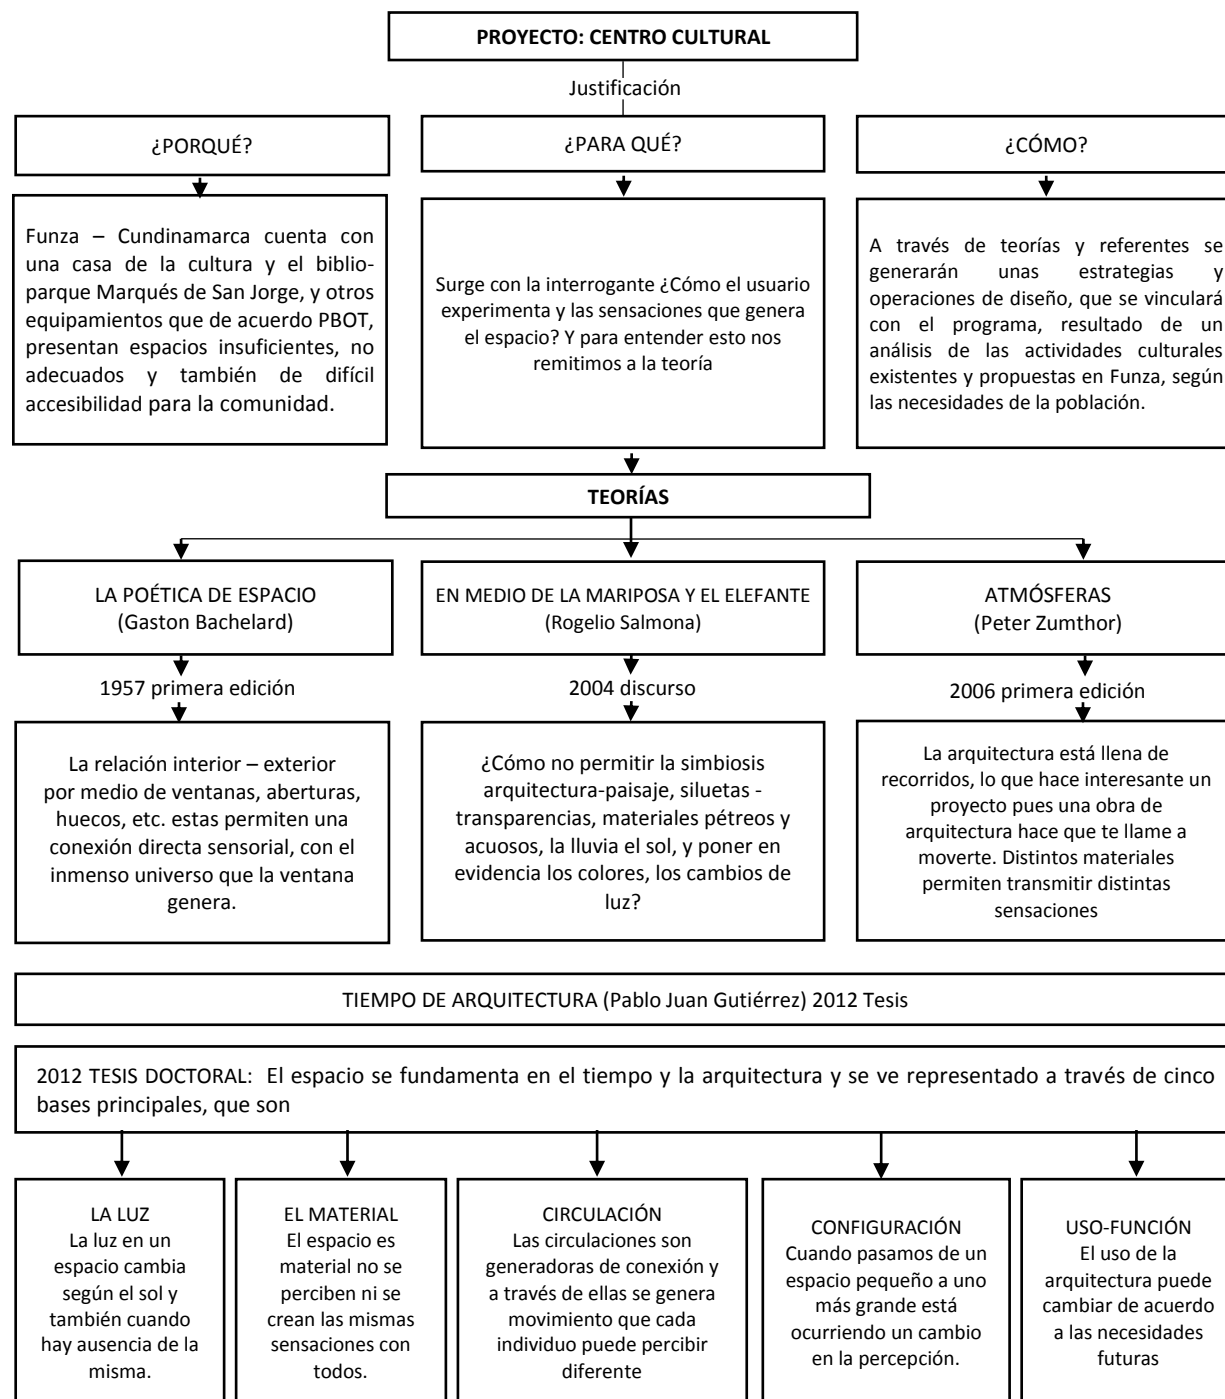 PROYECTO: CENTRO CULTURAL
Justificación
¿PORQUÉ?
Funza – Cundinamarca cuenta con
una casa de la cultura y el biblio-
parque Marqués de San Jorge, y otros
equipamientos que de acuerdo PBOT,
presentan espacios insuficientes, no
adecuados y también de difícil
accesibilidad para la comunidad.
¿PARA QUÉ?
Surge con la interrogante ¿Cómo el usuario
experimenta y las sensaciones que genera
el espacio? Y para entender esto nos
remitimos a la teoría
¿CÓMO?
A través de teorías y referentes se
generarán unas estrategias y
operaciones de diseño, que se vinculará
con el programa, resultado de un
análisis de las actividades culturales
existentes y propuestas en Funza, según
las necesidades de la población.
TEORÍAS
LA POÉTICA DE ESPACIO
(Gaston Bachelard)
1957 primera edición
La relación interior – exterior
por medio de ventanas, aberturas,
huecos, etc. estas permiten una
conexión directa sensorial, con el
inmenso universo que la ventana
genera.
EN MEDIO DE LA MARIPOSA Y EL ELEFANTE
(Rogelio Salmona)
2004 discurso
¿Cómo no permitir la simbiosis
arquitectura-paisaje, siluetas -
transparencias, materiales pétreos y
acuosos, la lluvia el sol, y poner en
evidencia los colores, los cambios de
luz?
ATMÓSFERAS
(Peter Zumthor)
2006 primera edición
La arquitectura está llena de
recorridos, lo que hace interesante un
proyecto pues una obra de
arquitectura hace que te llame a
moverte. Distintos materiales
permiten transmitir distintas
sensaciones
TIEMPO DE ARQUITECTURA (Pablo Juan Gutiérrez) 2012 Tesis
2012 TESIS DOCTORAL: El espacio se fundamenta en el tiempo y la arquitectura y se ve representado a través de cinco
bases principales, que son
LA LUZ
La luz en un
espacio cambia
según el sol y
también cuando
hay ausencia de la
misma.
EL MATERIAL
El espacio es
material no se
perciben ni se
crean las mismas
sensaciones con
todos.
CIRCULACIÓN
Las circulaciones son
generadoras de conexión y
a través de ellas se genera
movimiento que cada
individuo puede percibir
diferente
CONFIGURACIÓN
Cuando pasamos de un
espacio pequeño a uno
más grande está
ocurriendo un cambio
en la percepción.
USO-FUNCIÓN
El uso de la
arquitectura puede
cambiar de acuerdo
a las necesidades
futuras